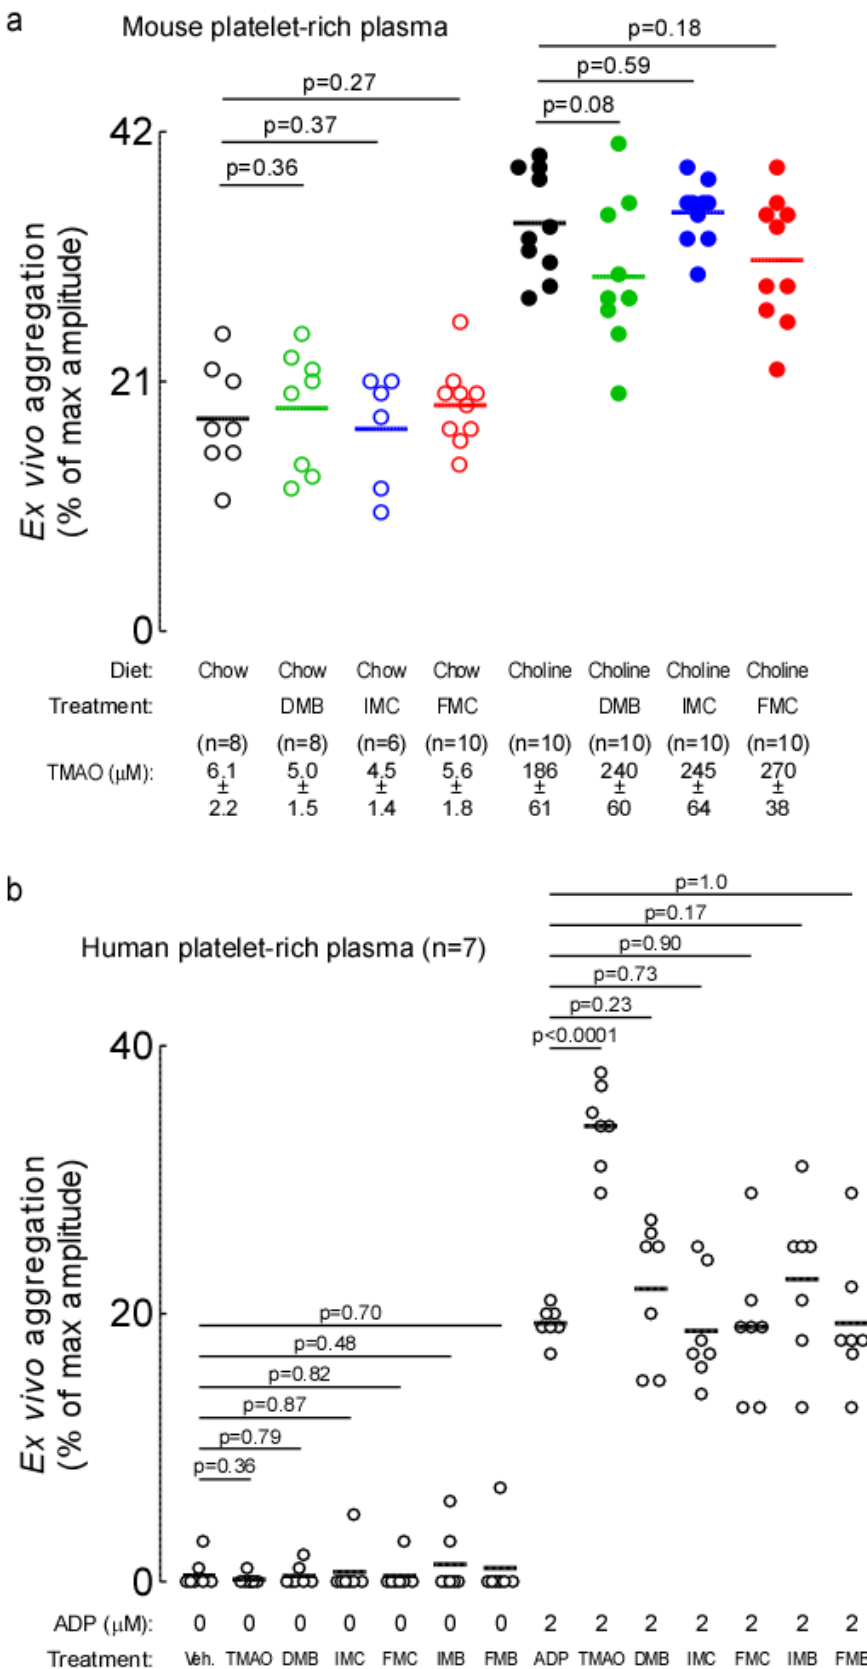 a
Mouse platelet-rich plasma
p=0.18
p=0.59
p=0.08
p=0.27
p=0.37
p=0.36
42
21
0
Ex vivo aggregation
(% of max amplitude)
Diet: Chow Chow Chow Chow Choline Choline Choline Choline
Treatment: DMB IMC FMC DMB IMC FMC
(n=8) (n=8) (n=6) (n=10) (n=10) (n=10) (n=10) (n=10)
TMAO (μM): 6.1 5.0 4.5 5.6 186 240 245 270
± ± ± ± ± ± ± ±
2.2 1.5 1.4 1.8 61 60 64 38
b
Human platelet-rich plasma (n=7)
p=1.0
p=0.17
p=0.90
p=0.73
p=0.23
p<0.0001
p=0.70
p=0.48
p=0.82
p=0.87
p=0.79
p=0.36
40
20
0
Ex vivo aggregation
(% of max amplitude)
ADP (μM): 0 0 0 0 0 0 0 2 2 2 2 2 2 2
Treatment: Veh. TMAO DMB IMC FMC IMB FMB ADP TMAO DMB IMC FMC IMB